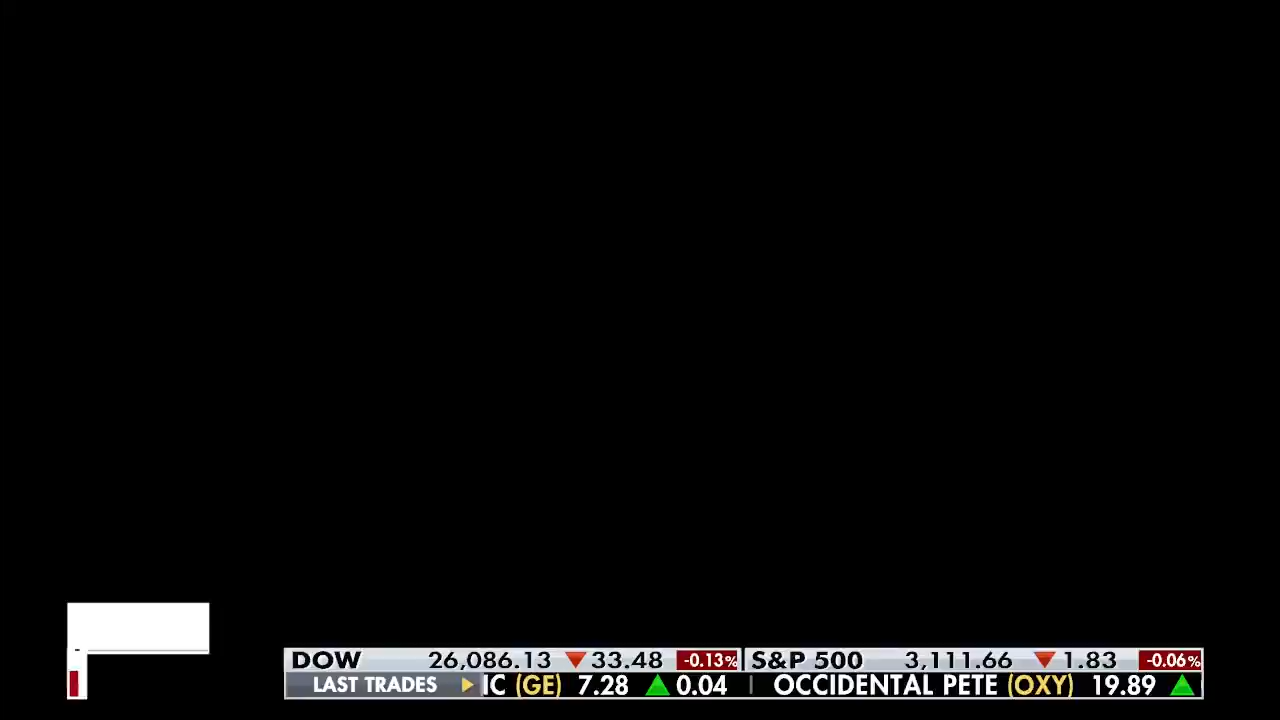 DOW 26,086.13 ▼ 33.48 -0.13% S&P 500 3,111.66 ▼ 1.83 -0.06%
LAST TRADES ▶ IC (GE) 7.28 ▲ 0.04 | OCCIDENTAL PETE (OXY) 19.89 ▲